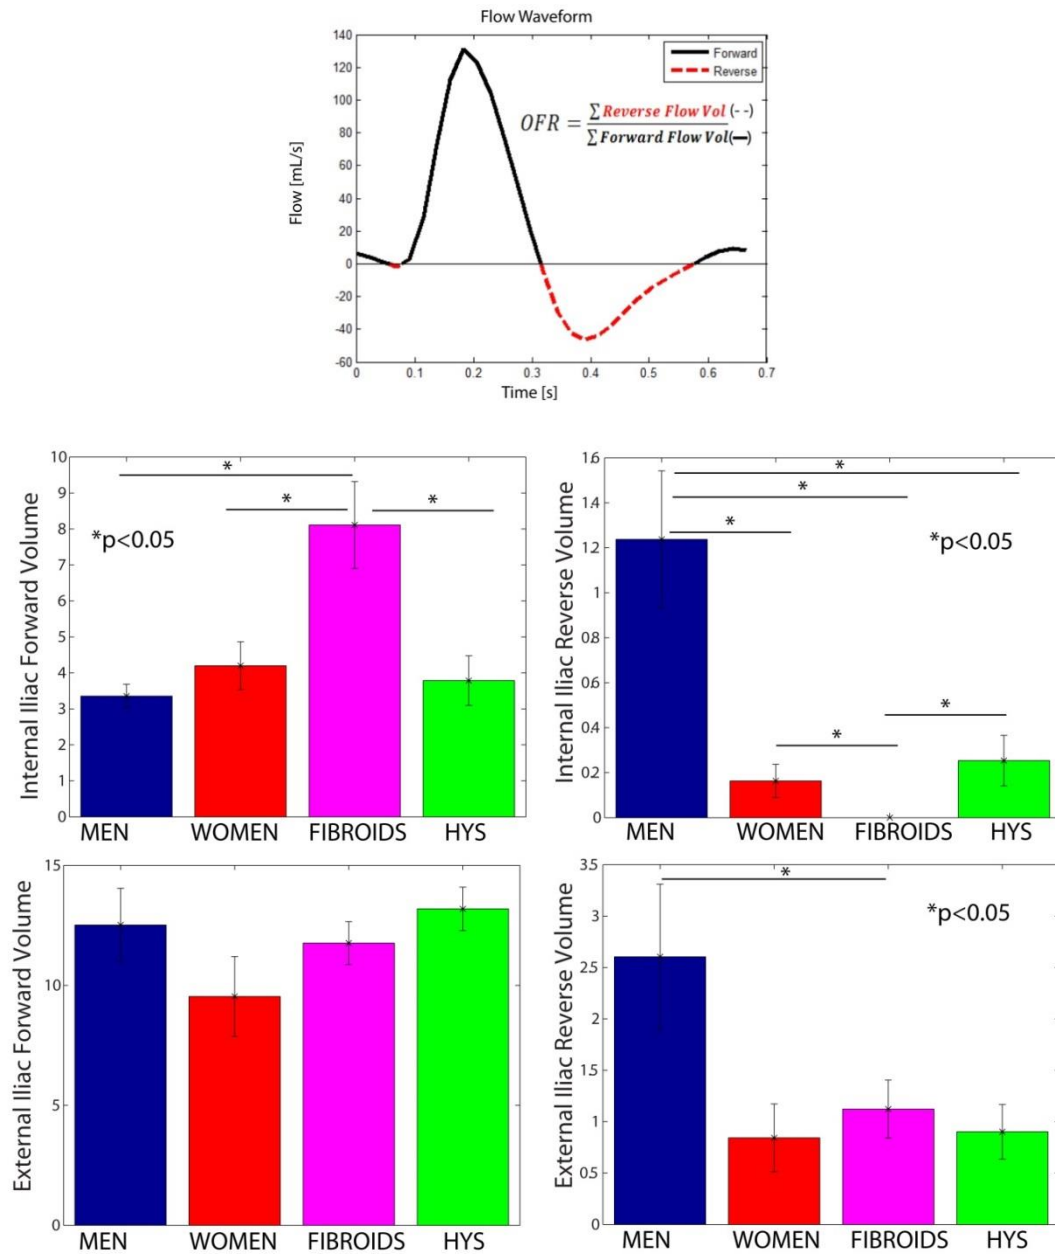 Flow Waveform
140
120
100
80
60
40
20
0
-20
-40
-60
Flow [mL/s]
Forward
Reverse
OFR = ∑ Reverse Flow Vol (- -)
∑ Forward Flow Vol(—)
0 0.1 0.2 0.3 0.4 0.5 0.6 0.7
Time [s]
Internal Iliac Forward Volume
10
9
8
7
6
5
4
3
2
1
0
*
* *
*p<0.05
MEN WOMEN FIBROIDS HYS
Internal Iliac Reverse Volume
1.6
1.4
1.2
1
0.8
0.6
0.4
0.2
0
*
*
*
*p<0.05
*
*
MEN WOMEN FIBROIDS HYS
External Iliac Forward Volume
15
10
5
0
MEN WOMEN FIBROIDS HYS
External Iliac Reverse Volume
3.5
3
2.5
2
1.5
1
0.5
0
*
*p<0.05
MEN WOMEN FIBROIDS HYS